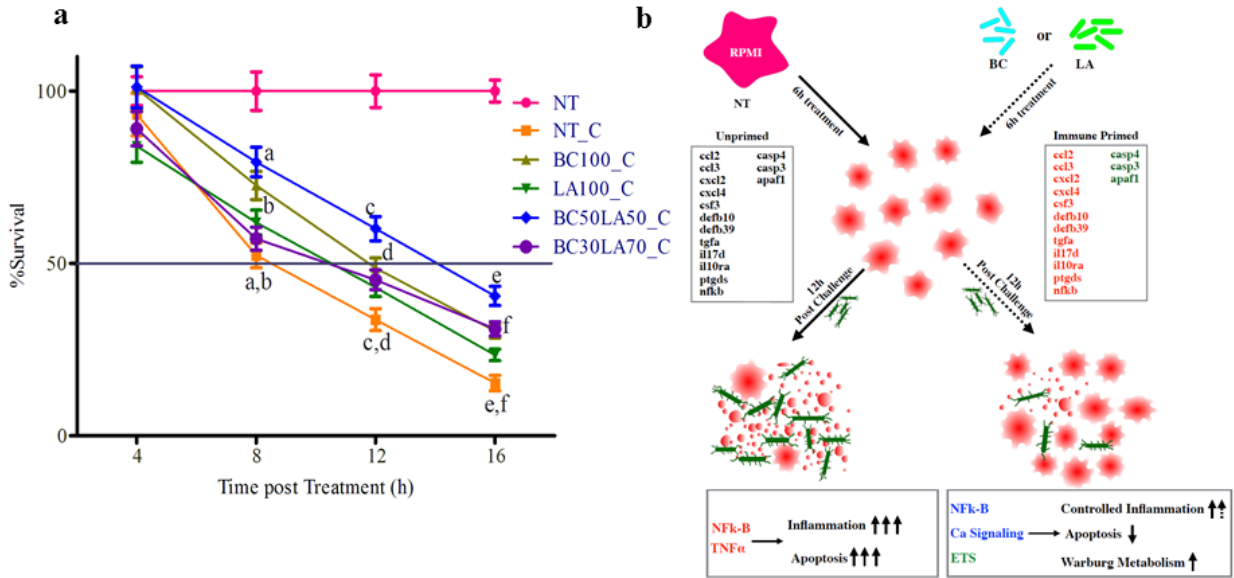 a
100
50
0
%Survival
4 8 12 16
Time post Treatment (h)
a
b
a,b
c
d
c,d
e
f
e,f
NT
NT_C
BC100_C
LA100_C
BC50LA50_C
BC30LA70_C
b
RPMI
NT
BC
or
LA
6h treatment
6h treatment
Unprimed
ccl2 casp4
ccl3 casp3
cxcl2 apaf1
cxcl4
csf3
defb10
defb39
tgfa
il17d
il10ra
ptgds
nfkb
Immune Primed
ccl2 casp4
ccl3 casp3
cxcl2 apaf1
cxcl4
csf3
defb10
defb39
tgfa
il17d
il10ra
ptgds
nfkb
12h
Post Challenge
12h
Post Challenge
NFk-B
TNFα
Inflammation
Apoptosis
NFk-B
Ca Signaling
ETS
Controlled Inflammation
Apoptosis
Warburg Metabolism